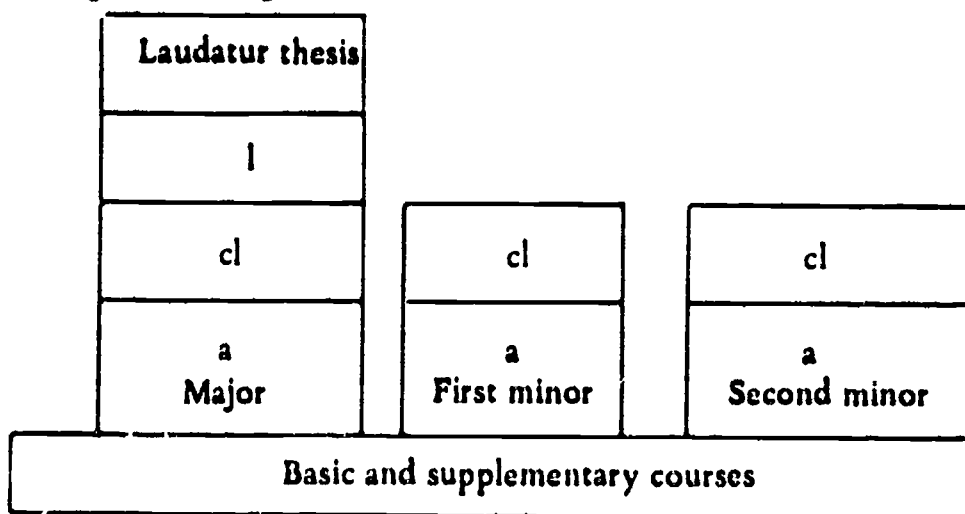 Laudatur thesis
l
cl
cl
cl
a
Major
a
First minor
a
Second minor
Basic and supplementary courses